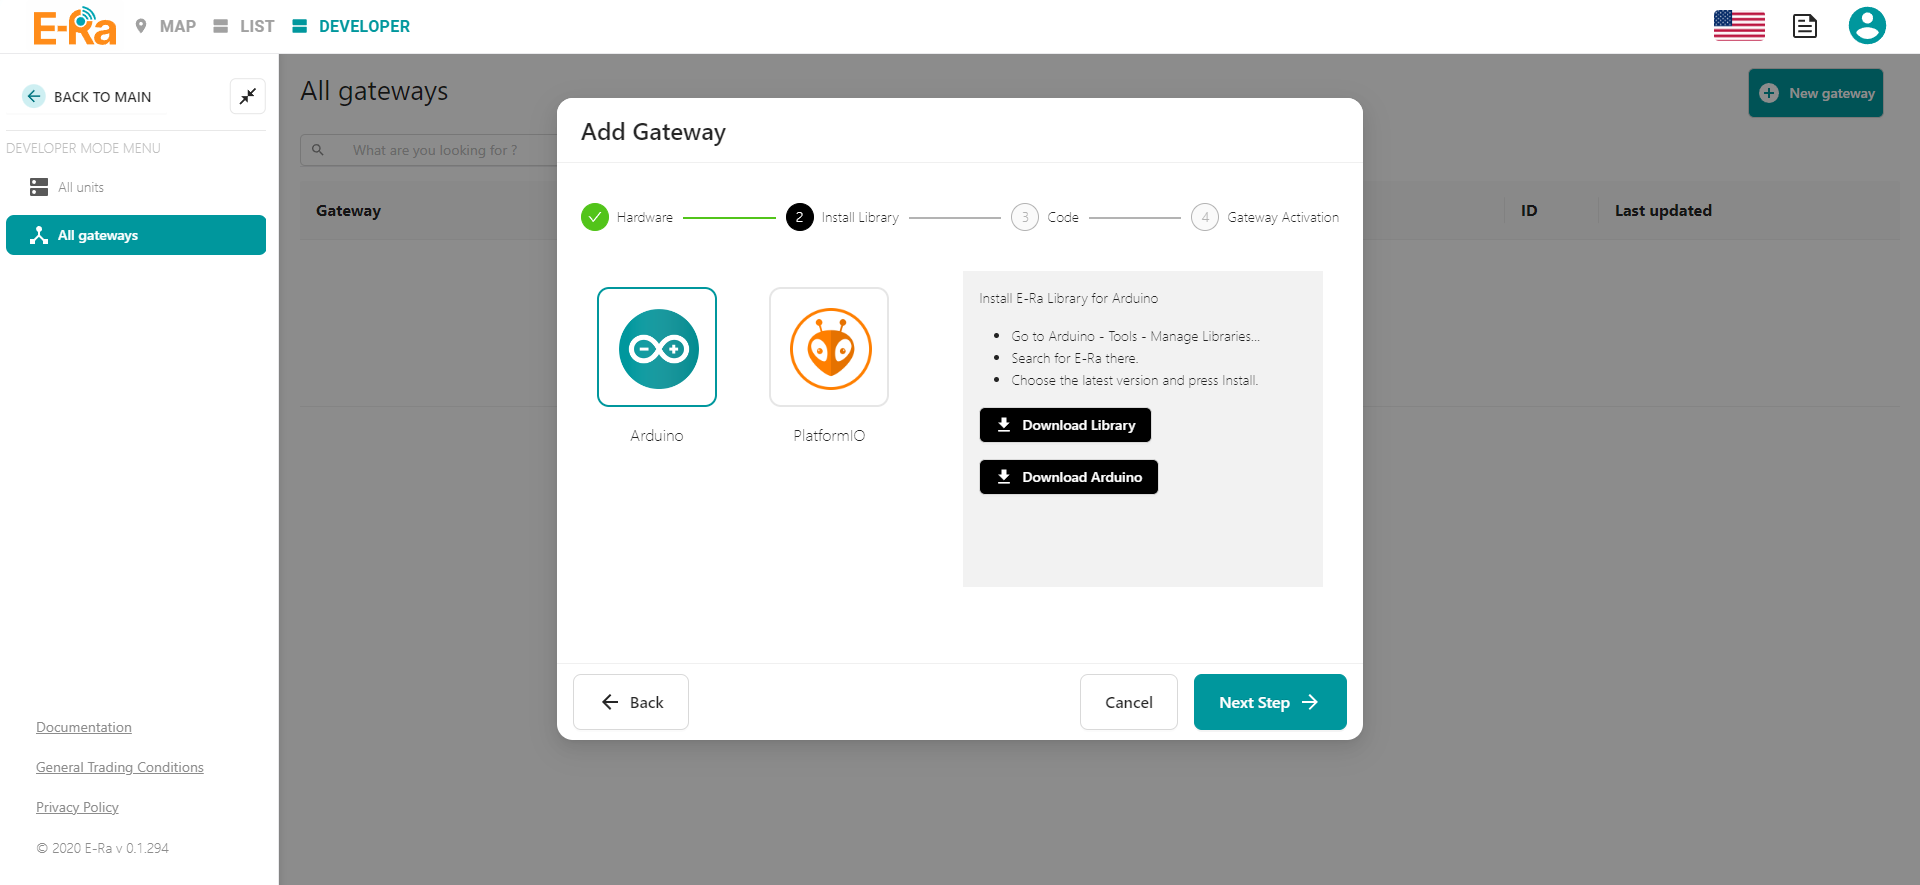 E-Ra
MAP
LIST
DEVELOPER
BACK TO MAIN
DEVELOPER MODE MENU
All units
All gateways
Documentation
General Trading Conditions
Privacy Policy
© 2020 E-Ra v 0.1.294
All gateways
New gateway
What are you looking for ?
Gateway
ID
Last updated
Add Gateway
Hardware
2 Install Library
3 Code
4 Gateway Activation
Arduino
PlatformIO
Install E-Ra Library for Arduino
• Go to Arduino - Tools - Manage Libraries...
• Search for E-Ra there.
• Choose the latest version and press Install.
Download Library
Download Arduino
Back
Cancel
Next Step